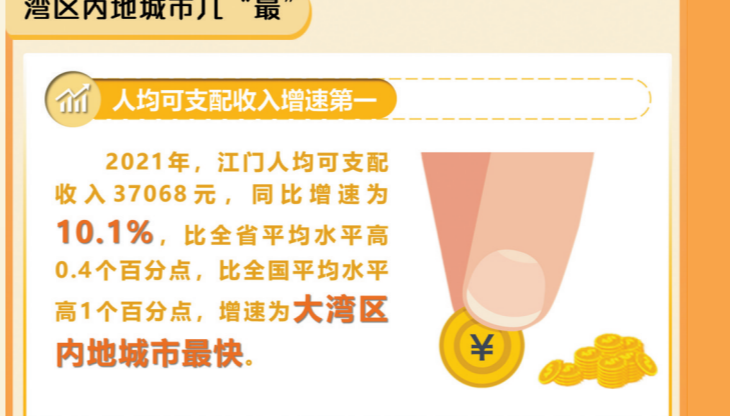 湾区内地城市几“最”
人均可支配收入增速第一
2021年，江门人均可支配
收入37068元，同比增速为
10.1%，比全省平均水平高
0.4个百分点，比全国平均水平
高1个百分点，增速为大湾区
内地城市最快。
¥